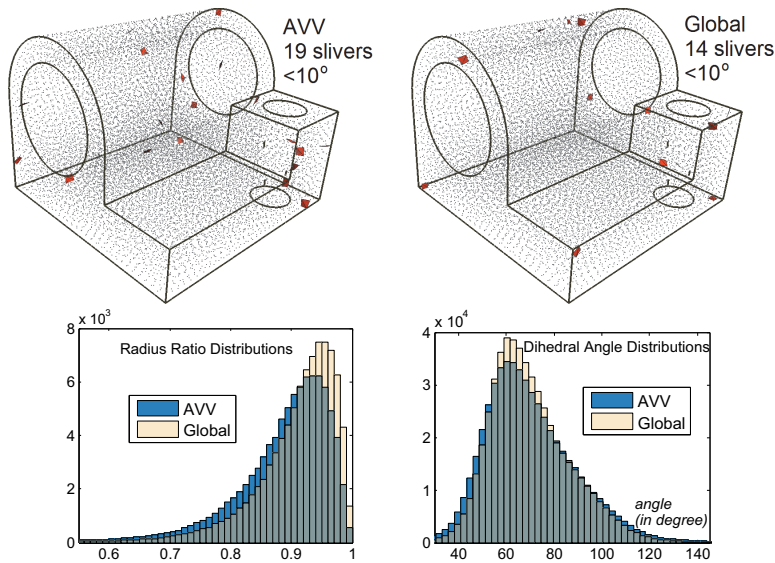 AVV
19 slivers
<10°
Global
14 slivers
<10°
x 10³
Radius Ratio Distributions
AVV
Global
8
6
4
2
0
0.6 0.7 0.8 0.9 1
x 10⁴
Dihedral Angle Distributions
AVV
Global
angle
(in degree)
4
3
2
1
0
40 60 80 100 120 140